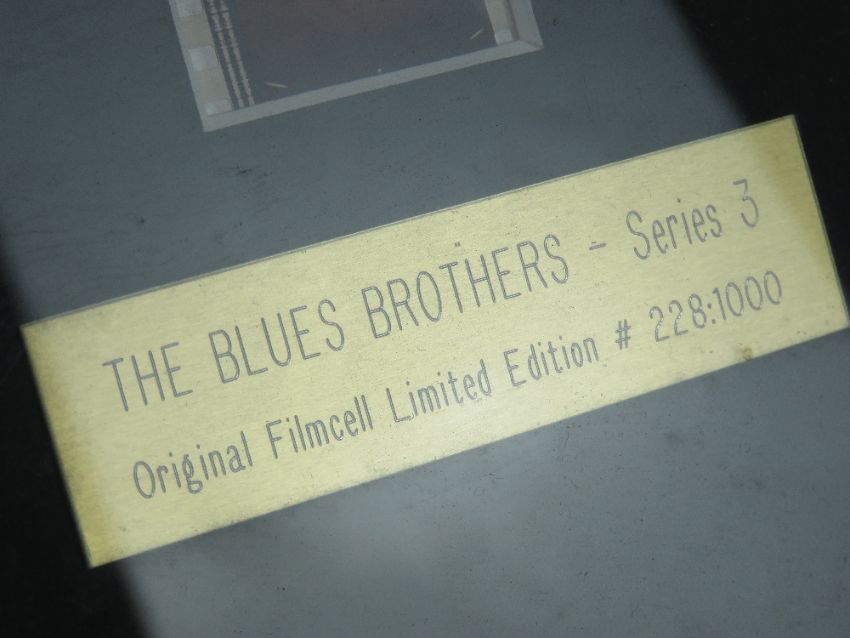 THE BLUES BROTHERS - Series 3
Original Filmcell Limited Edition # 228:1000